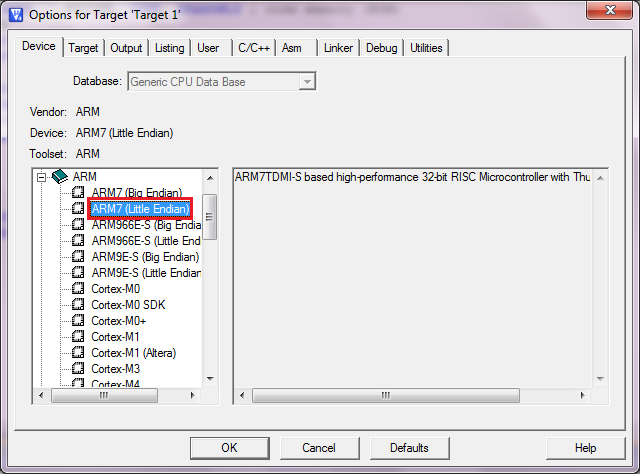 Options for Target 'Target 1'
Device Target Output Listing User C/C++ Asm Linker Debug Utilities
Database: Generic CPU Data Base
Vendor: ARM
Device: ARM7 (Little Endian)
Toolset: ARM
ARM
ARM7 (Big Endian)
ARM7 (Little Endian)
ARM966E-S (Big Endia
ARM966E-S (Little End
ARM9E-S (Big Endian)
ARM9E-S (Little Endian
Cortex-M0
Cortex-M0 SDK
Cortex-M0+
Cortex-M1
Cortex-M1 (Altera)
Cortex-M3
Cortex-M4
ARM7TDMI-S based high-performance 32-bit RISC Microcontroller with Thu
OK Cancel Defaults Help